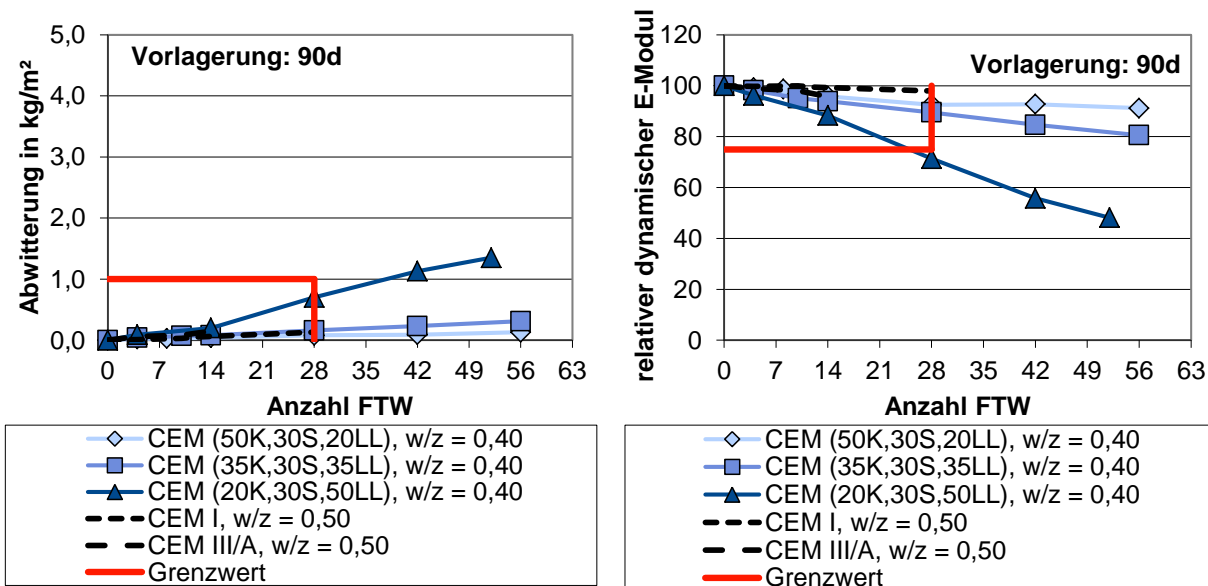 Abwitterung in kg/m²
5,0
4,0
3,0
2,0
1,0
0,0
Vorlagerung: 90d
0 7 14 21 28 35 42 49 56 63
Anzahl FTW
CEM (50K,30S,20LL), w/z = 0,40
CEM (35K,30S,35LL), w/z = 0,40
CEM (20K,30S,50LL), w/z = 0,40
CEM I, w/z = 0,50
CEM III/A, w/z = 0,50
Grenzwert
relativer dynamischer E-Modul
120
100
80
60
40
20
0
Vorlagerung: 90d
0 7 14 21 28 35 42 49 56 63
Anzahl FTW
CEM (50K,30S,20LL), w/z = 0,40
CEM (35K,30S,35LL), w/z = 0,40
CEM (20K,30S,50LL), w/z = 0,40
CEM I, w/z = 0,50
CEM III/A, w/z = 0,50
Grenzwert